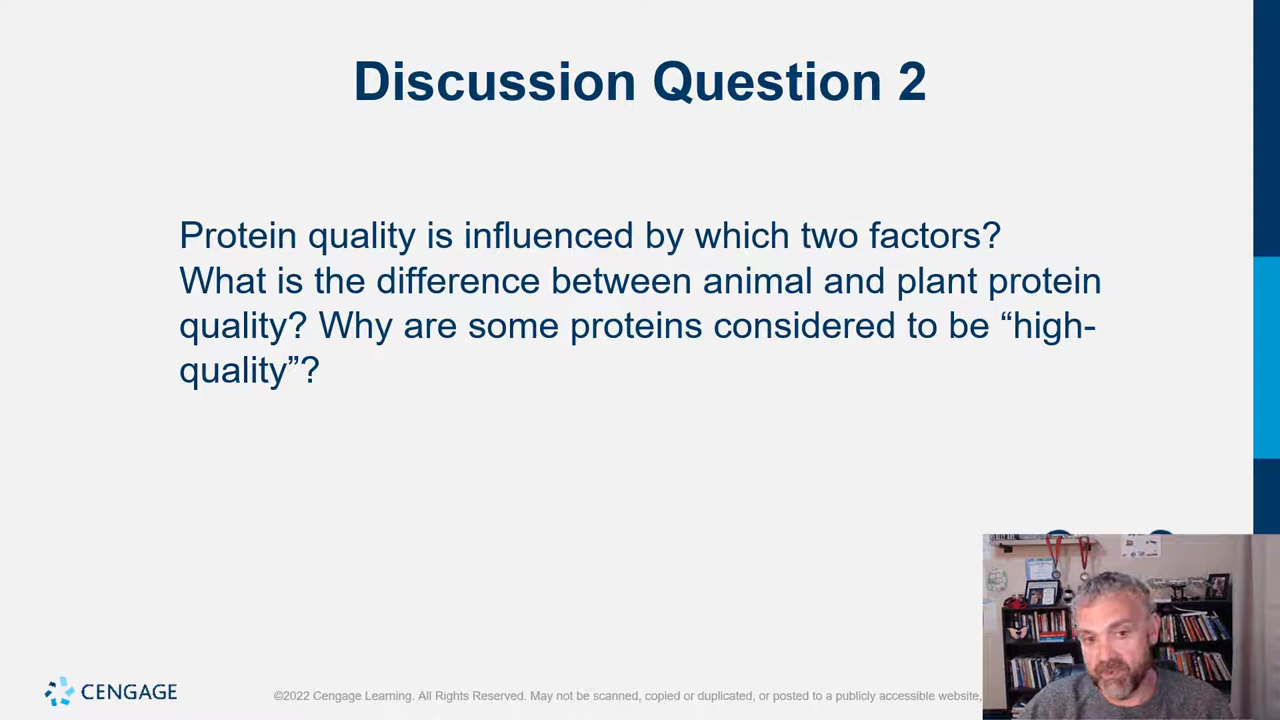 Discussion Question 2
Protein quality is influenced by which two factors?
What is the difference between animal and plant protein
quality? Why are some proteins considered to be “high-
quality”?
CENGAGE
©2022 Cengage Learning. All Rights Reserved. May not be scanned, copied or duplicated, or posted to a publicly accessible website,